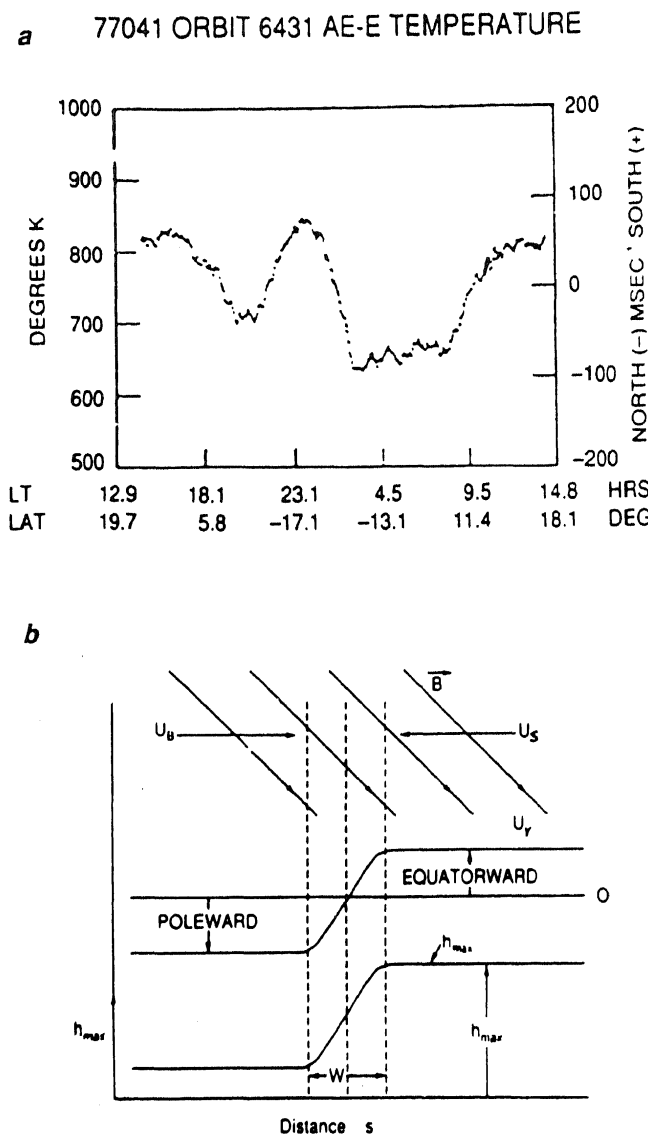 a
77041 ORBIT 6431 AE-E TEMPERATURE
1000
900
800
700
600
500
DEGREES K
200
100
0
-100
-200
NORTH (-) MSEC' SOUTH (+)
LT 12.9 18.1 23.1 4.5 9.5 14.8 HRS
LAT 19.7 5.8 -17.1 -13.1 11.4 18.1 DEG
b
B
U_B
U_S
U_Y
EQUATORWARD
O
POLEWARD
h_max
h_max
h_max
W
Distance s